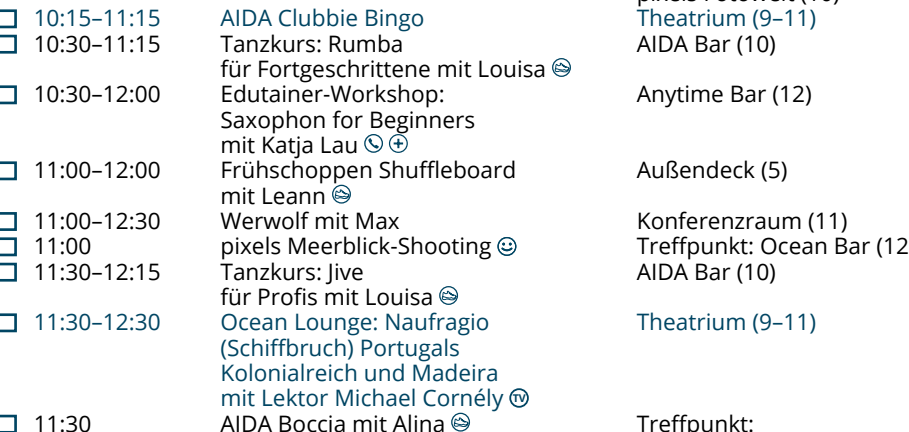 10:15–11:15 AIDA Clubbie Bingo Theatrium (9–11)
10:30–11:15 Tanzkurs: Rumba AIDA Bar (10)
für Fortgeschrittene mit Louisa
10:30–12:00 Edutainer-Workshop: Anytime Bar (12)
Saxophon for Beginners
mit Katja Lau
11:00–12:00 Frühschoppen Shuffleboard Außendeck (5)
mit Leann
11:00–12:30 Werwolf mit Max Konferenzraum (11)
11:00 pixels Meerblick-Shooting Treffpunkt: Ocean Bar (12
11:30–12:15 Tanzkurs: Jive AIDA Bar (10)
für Profis mit Louisa
11:30–12:30 Ocean Lounge: Naufragio Theatrium (9–11)
(Schiffbruch) Portugals
Kolonialreich und Madeira
mit Lektor Michael Cornély TV
11:30 AIDA Boccia mit Alina Treffpunkt: